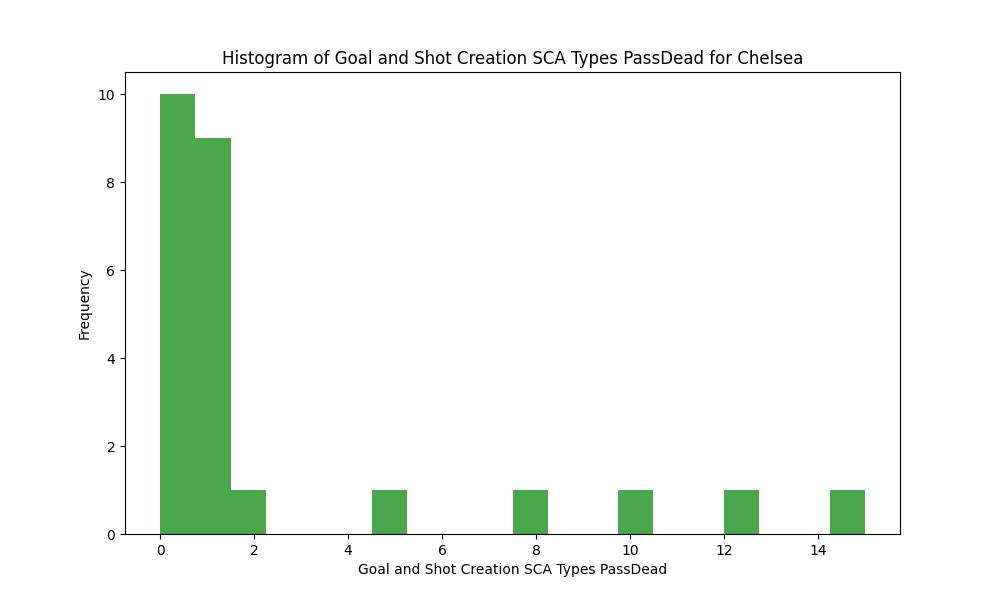 Histogram of Goal and Shot Creation SCA Types PassDead for Chelsea
10
8
6
4
2
0
Frequency
0 2 4 6 8 10 12 14
Goal and Shot Creation SCA Types PassDead